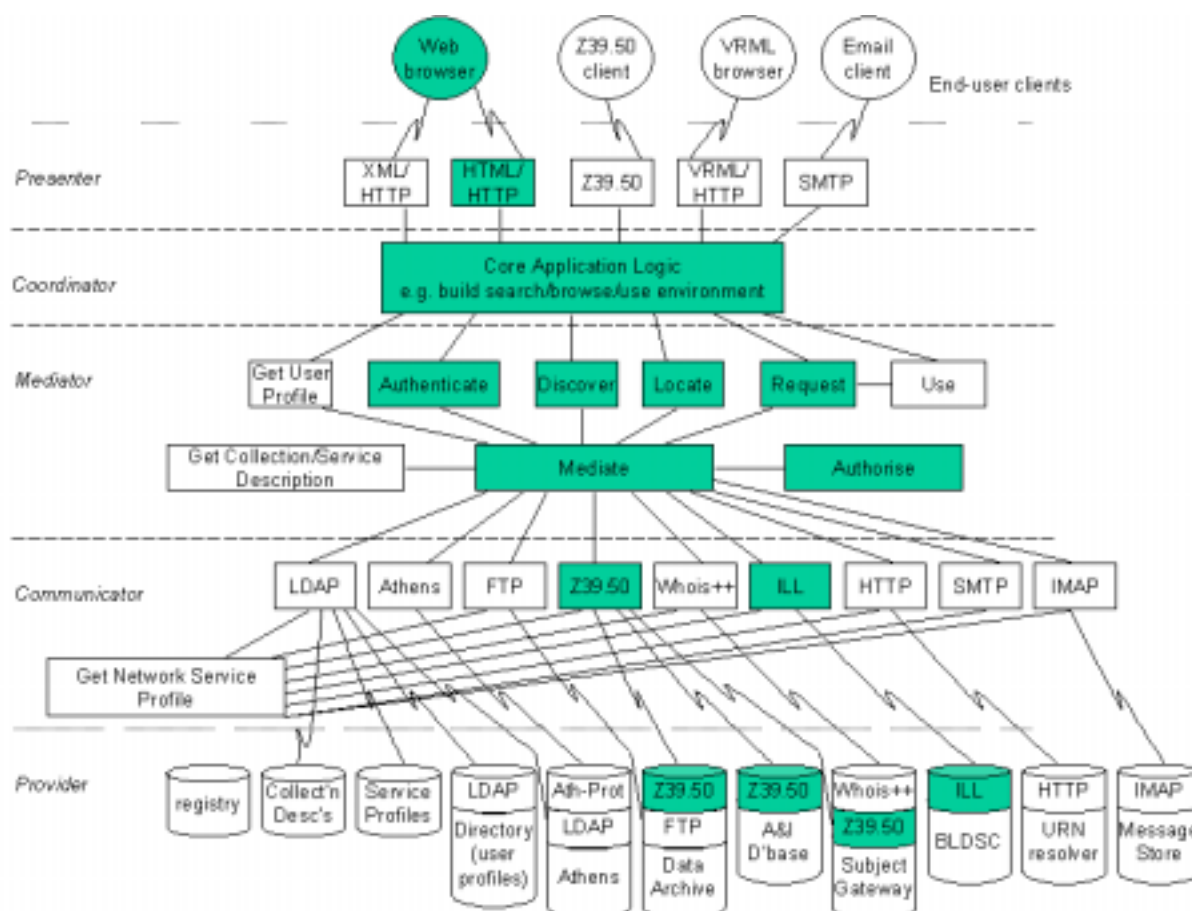 Web
browser
Z39.50
client
VRML
browser
Email
client
End-user clients
Presenter
XML/
HTTP
HTML/
HTTP
Z39.50
VRML/
HTTP
SMTP
Coordinator
Core Application Logic
e.g. build search/browse/use environment
Mediator
Get User
Profile
Authenticate
Discover
Locate
Request
Use
Get Collection/Service
Description
Mediate
Authorise
Communicator
LDAP
Athens
FTP
Z39.50
Whois++
ILL
HTTP
SMTP
IMAP
Get Network Service
Profile
Provider
registry
Collect'n
Desc's
Service
Profiles
LDAP
Directory
(user
profiles)
Ath-Prot
LDAP
Athens
Z39.50
FTP
Data
Archive
Z39.50
A&I
D'base
Whois++
Z39.50
Subject
Gateway
ILL
BLDSC
HTTP
URN
resolver
IMAP
Message
Store